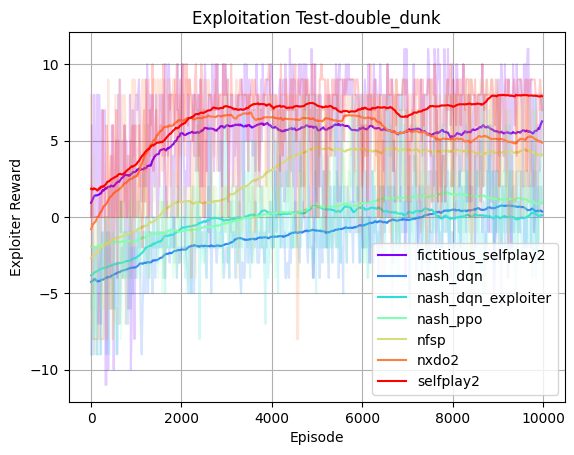 Exploitation Test-double_dunk
Exploiter Reward
10
5
0
−5
−10
fictitious_selfplay2
nash_dqn
nash_dqn_exploiter
nash_ppo
nfsp
nxdo2
selfplay2
0
2000
4000
6000
8000
10000
Episode